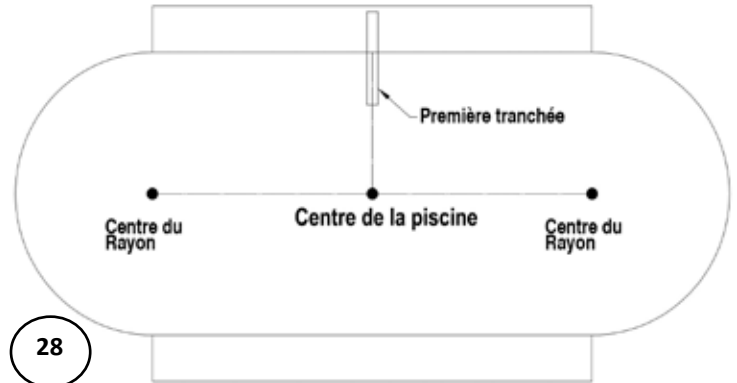 Première tranchée
Centre du
Rayon
Centre de la piscine
Centre du
Rayon
28